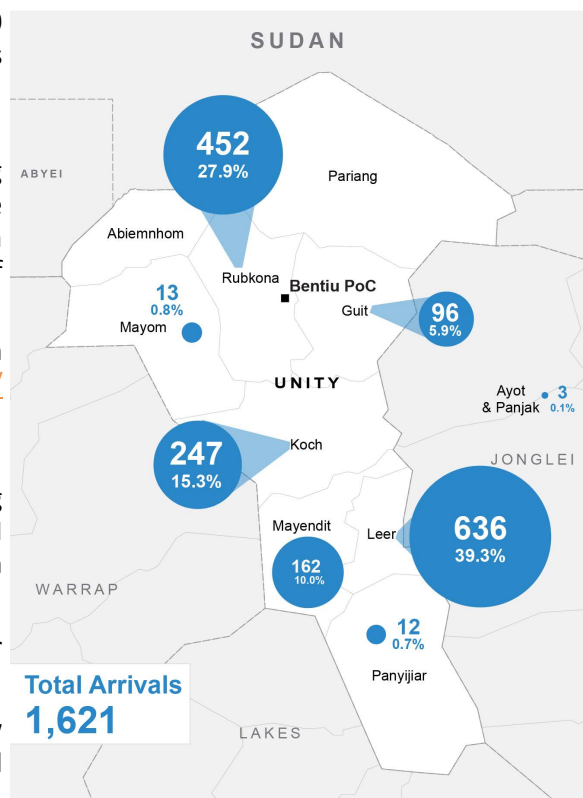 SUDAN
ABYEI
452
27.9%
Pariang
Abiemnhom
Rubkona
Bentiu PoC
13
0.8%
Mayom
Guit
96
5.9%
UNITY
Ayot
& Panjak
3
0.1%
247
15.3%
Koch
JONGLEI
Mayendit
162
10.0%
Leer
636
39.3%
WARRAP
12
0.7%
Panyijiar
Total Arrivals
1,621
LAKES